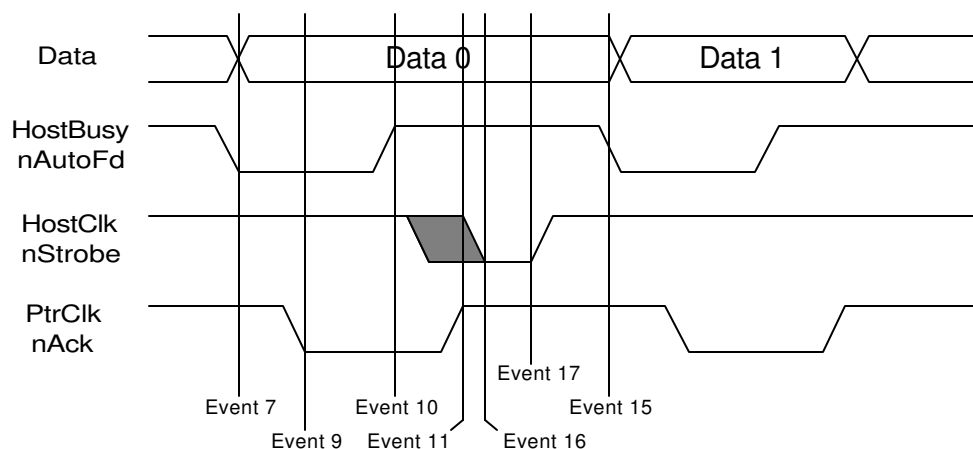 Data
Data 0
Data 1
HostBusy
nAutoFd
HostClk
nStrobe
PtrClk
nAck
Event 17
Event 7
Event 10
Event 15
Event 9
Event 11
Event 16